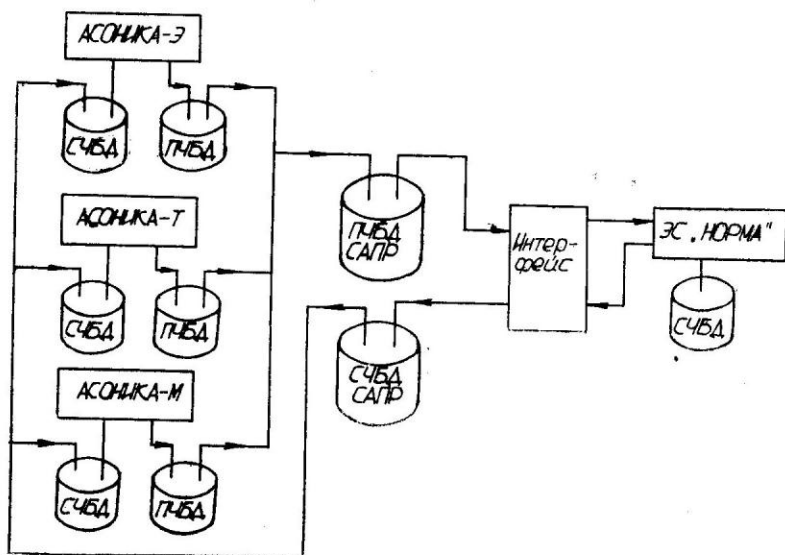 АСОНИКА-Э
СЧБД
ПЧБД
АСОНИКА-Т
СЧБД
ПЧБД
АСОНИКА-М
СЧБД
ПЧБД
ПЧБД
САПР
СЧБД
САПР
Интер-
фейс
ЭС „НОРМА"
СЧБД